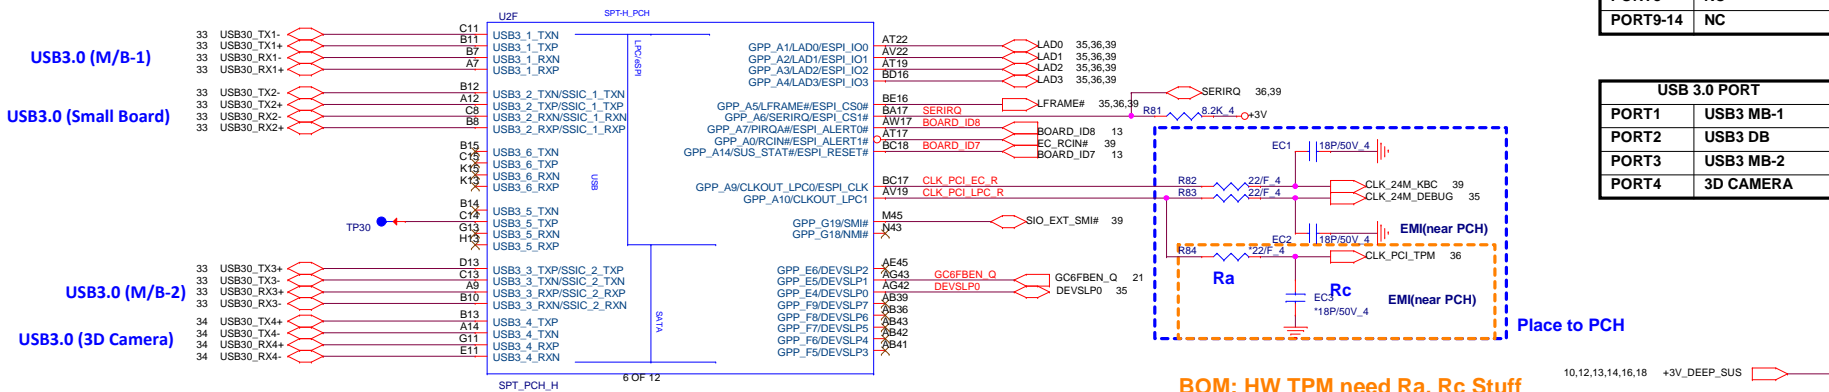 U2F
SPT-H_PCH
USB3.0 (M/B-1)
33 USB30_TX1- C11 USB3_1_TXN
33 USB30_TX1+ B11 USB3_1_TXP
33 USB30_RX1- B7 USB3_1_RXN
33 USB30_RX1+ A7 USB3_1_RXP
USB3.0 (Small Board)
33 USB30_TX2- B12 USB3_2_TXN/SSIC_1_TXN
33 USB30_TX2+ A12 USB3_2_TXP/SSIC_1_TXP
33 USB30_RX2- C8 USB3_2_RXN/SSIC_1_RXN
33 USB30_RX2+ B8 USB3_2_RXP/SSIC_1_RXP
B15 USB3_6_TXN
C15 USB3_6_TXP
K15 USB3_6_RXN
K13 USB3_6_RXP
B14 USB3_5_TXN
TP30 C14 USB3_5_TXP
G13 USB3_5_RXN
H13 USB3_5_RXP
USB3.0 (M/B-2)
33 USB30_TX3+ D13 USB3_3_TXP/SSIC_2_TXP
33 USB30_TX3- C13 USB3_3_TXN/SSIC_2_TXN
33 USB30_RX3+ A9 USB3_3_RXP/SSIC_2_RXP
33 USB30_RX3- B10 USB3_3_RXN/SSIC_2_RXN
USB3.0 (3D Camera)
34 USB30_TX4+ B13 USB3_4_TXP
34 USB30_TX4- A14 USB3_4_TXN
34 USB30_RX4+ G11 USB3_4_RXP
34 USB30_RX4- E11 USB3_4_RXN
LPC/eSPI
USB
SATA
SPT_PCH_H
6 OF 12
GPP_A1/LAD0/ESPI_IO0 AT22 LAD0 35,36,39
GPP_A2/LAD1/ESPI_IO1 AV22 LAD1 35,36,39
GPP_A3/LAD2/ESPI_IO2 AT19 LAD2 35,36,39
GPP_A4/LAD3/ESPI_IO3 BD16 LAD3 35,36,39
GPP_A5/LFRAME#/ESPI_CS0# BE16 LFRAME# 35,36,39
GPP_A6/SERIRQ/ESPI_CS1# BA17 SERIRQ
SERIRQ 36,39
R81 8.2K_4 +3V
GPP_A7/PIRQA#/ESPI_ALERT0# AW17 BOARD_ID8 BOARD_ID8 13
GPP_A0/RCIN#/ESPI_ALERT1# AT17 EC_RCIN# 39
GPP_A14/SUS_STAT#/ESPI_RESET# BC18 BOARD_ID7 BOARD_ID7 13
GPP_A9/CLKOUT_LPC0/ESPI_CLK BC17 CLK_PCI_EC_R
GPP_A10/CLKOUT_LPC1 AV19 CLK_PCI_LPC_R
GPP_G19/SMI# M45 SIO_EXT_SMI# 39
GPP_G18/NMI# N43
GPP_E6/DEVSLP2 AE45
GPP_E5/DEVSLP1 AG43 GC6FBEN_Q GC6FBEN_Q 21
GPP_E4/DEVSLP0 AG42 DEVSLP0 DEVSLP0 35
GPP_F9/DEVSLP7 AB39
GPP_F8/DEVSLP6 AB36
GPP_F7/DEVSLP5 AB43
GPP_F6/DEVSLP4 AB42
GPP_F5/DEVSLP3 AB41
EC1 18P/50V_4
R82 22/F_4 CLK_24M_KBC 39
R83 22/F_4 CLK_24M_DEBUG 35
EC2 18P/50V_4
EMI(near PCH)
R84 *22/F_4 CLK_PCI_TPM 36
Ra
Rc
EC3
*18P/50V_4
EMI(near PCH)
Place to PCH
BOM: HW TPM need Ra, Rc Stuff
10,12,13,14,16,18 +3V_DEEP_SUS
PORT9-14 NC
USB 3.0 PORT
PORT1 USB3 MB-1
PORT2 USB3 DB
PORT3 USB3 MB-2
PORT4 3D CAMERA